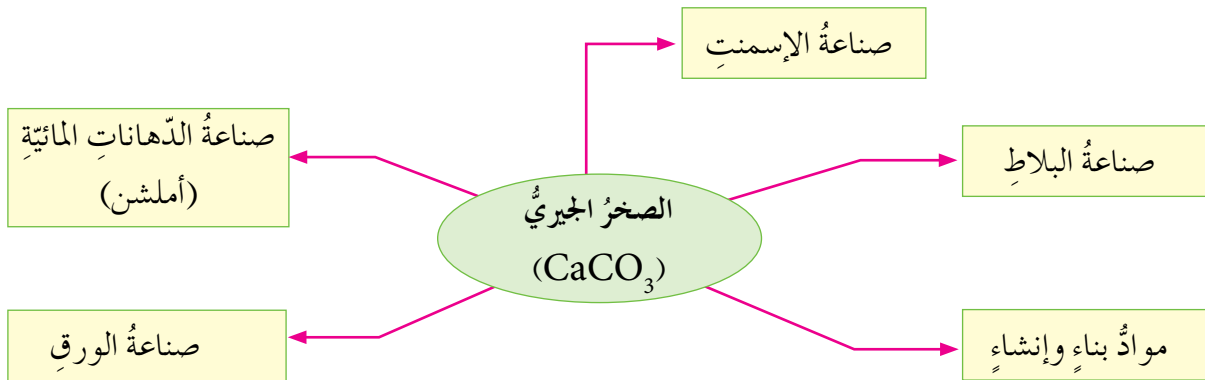 صناعةُ الإسمنتِ
صناعةُ البلاطِ
صناعةُ الدّهاناتِ المائيّةِ
(أملشن)
الصخرُ الجيريُّ
(CaCO₃)
موادُّ بناءٍ وإنشاءٍ
صناعةُ الورقِ